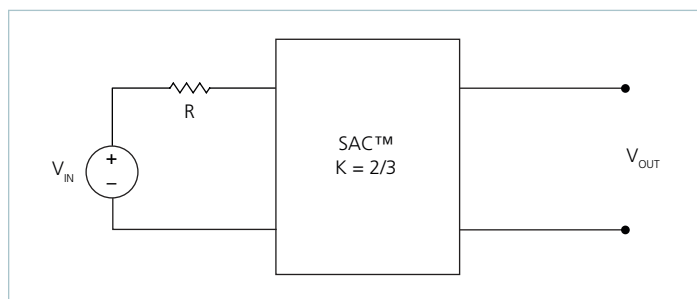 R
SAC™
K = 2/3
V_IN
+
−
V_OUT